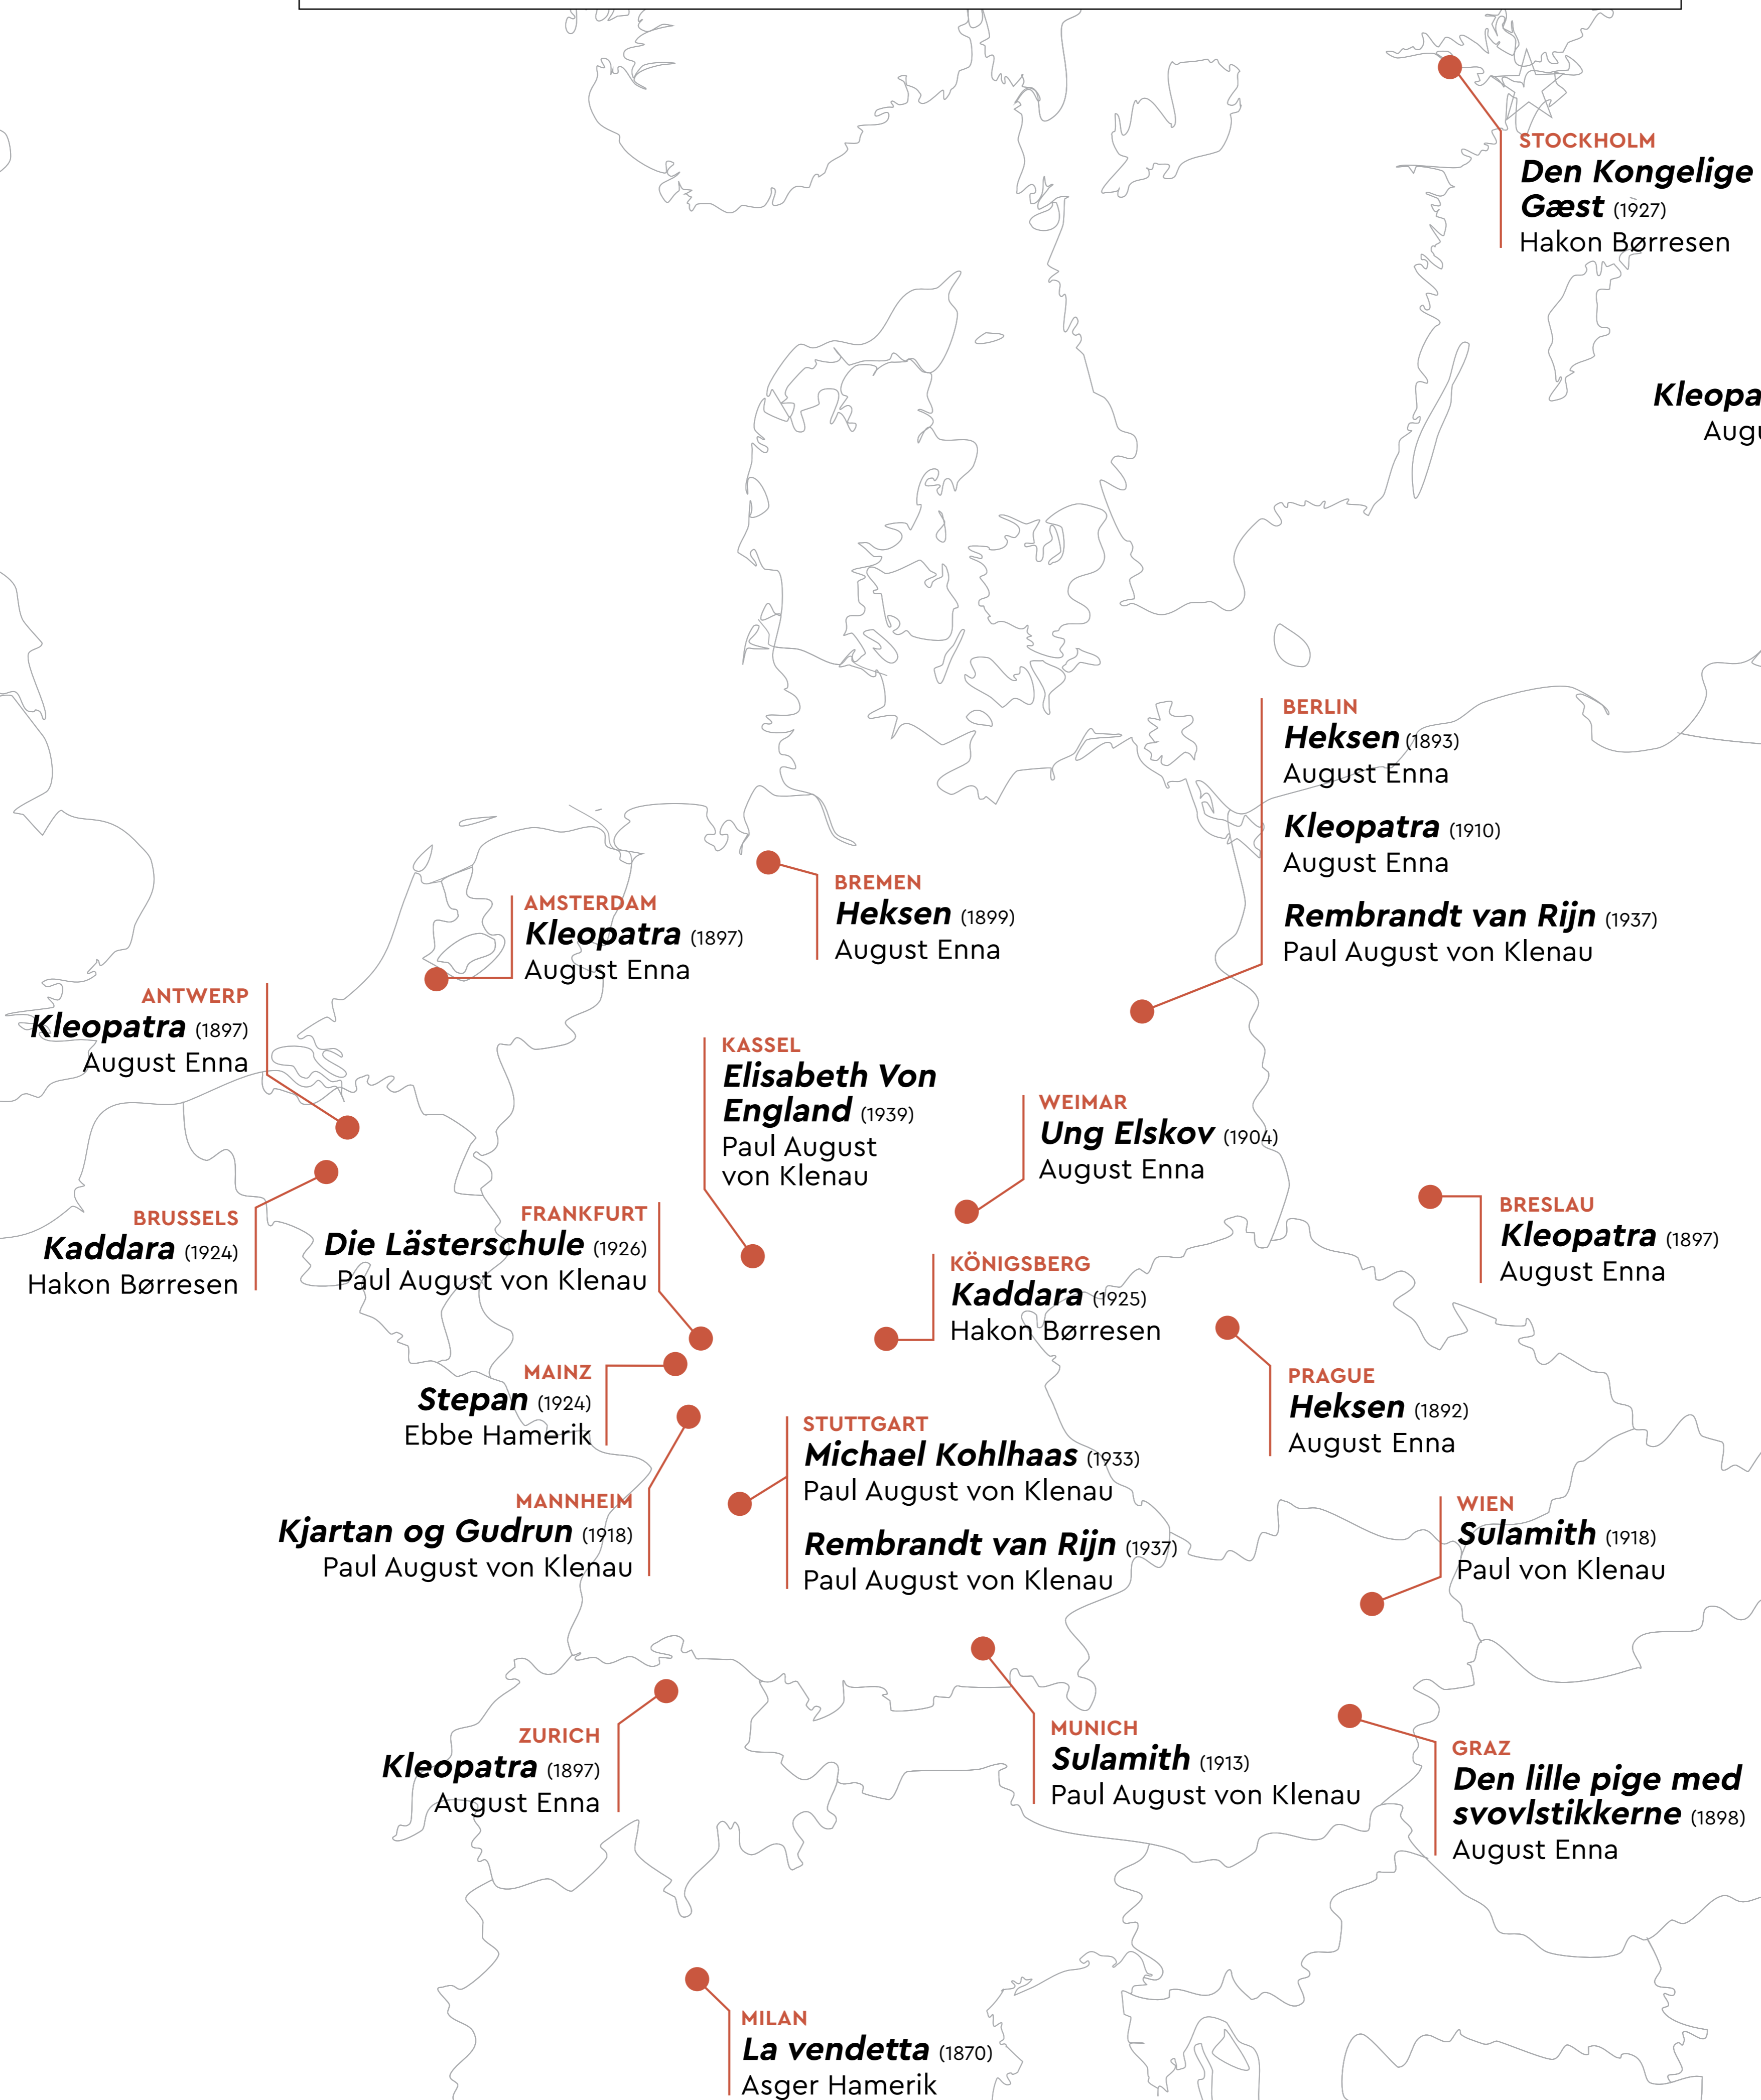 STOCKHOLM
Den Kongelige
Gæst (1927)
Hakon Børresen
BERLIN
Heksen (1893)
August Enna
Kleopatra (1910)
August Enna
Rembrandt van Rijn (1937)
Paul August von Klenau
BREMEN
Heksen (1899)
August Enna
AMSTERDAM
Kleopatra (1897)
August Enna
ANTWERP
Kleopatra (1897)
August Enna
KASSEL
Elisabeth Von
England (1939)
Paul August
von Klenau
WEIMAR
Ung Elskov (1904)
August Enna
BRESLAU
Kleopatra (1897)
August Enna
BRUSSELS
Kaddara (1924)
Hakon Børresen
FRANKFURT
Die Lästerschule (1926)
Paul August von Klenau
KÖNIGSBERG
Kaddara (1925)
Hakon Børresen
MAINZ
Stepan (1924)
Ebbe Hamerik
PRAGUE
Heksen (1892)
August Enna
STUTTGART
Michael Kohlhaas (1933)
Paul August von Klenau
Rembrandt van Rijn (1937)
Paul August von Klenau
MANNHEIM
Kjartan og Gudrun (1918)
Paul August von Klenau
WIEN
Sulamith (1918)
Paul von Klenau
ZURICH
Kleopatra (1897)
August Enna
MUNICH
Sulamith (1913)
Paul August von Klenau
GRAZ
Den lille pige med
svovlstikkerne (1898)
August Enna
MILAN
La vendetta (1870)
Asger Hamerik